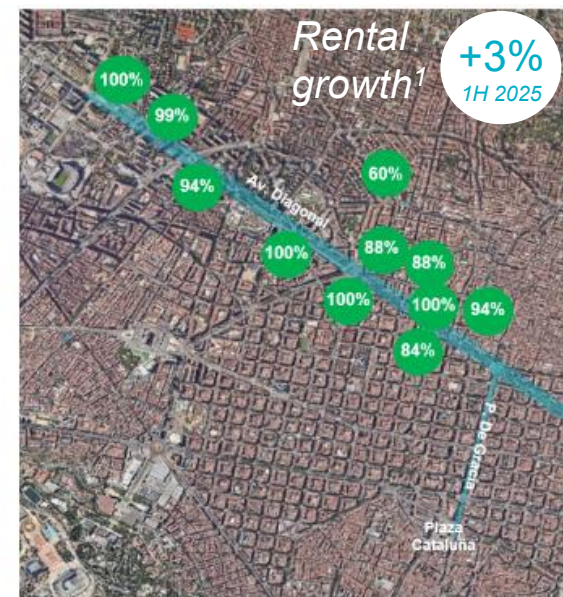 Rental
growth¹
+3%
1H 2025
100%
99%
94%
Av. Diagonal
60%
100%
88%
88%
100%
100%
94%
84%
P. De Gracia
Plaza
Cataluña